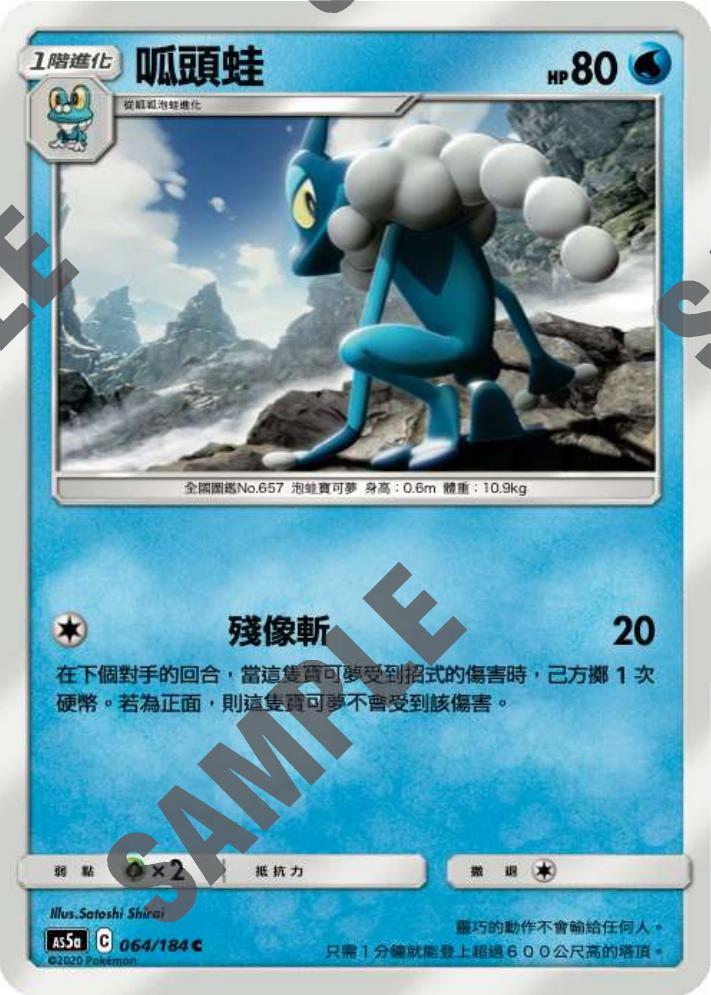 1階進化
呱頭蛙
HP 80
從呱呱泡蛙進化
全國圖鑑No.657 泡蛙寶可夢 身高：0.6m 體重：10.9kg
殘像斬 20
在下個對手的回合，當這隻寶可夢受到招式的傷害時，己方擲 1 次
硬幣。若為正面，則這隻寶可夢不會受到該傷害。
弱點 ×2 抵抗力 撤退
Illus.Satoshi Shirai
靈巧的動作不會輸給任何人。
AS5a C 064/184 C
只需1分鐘就能登上超過600公尺高的塔頂。
©2020 Pokémon
SAMPLE